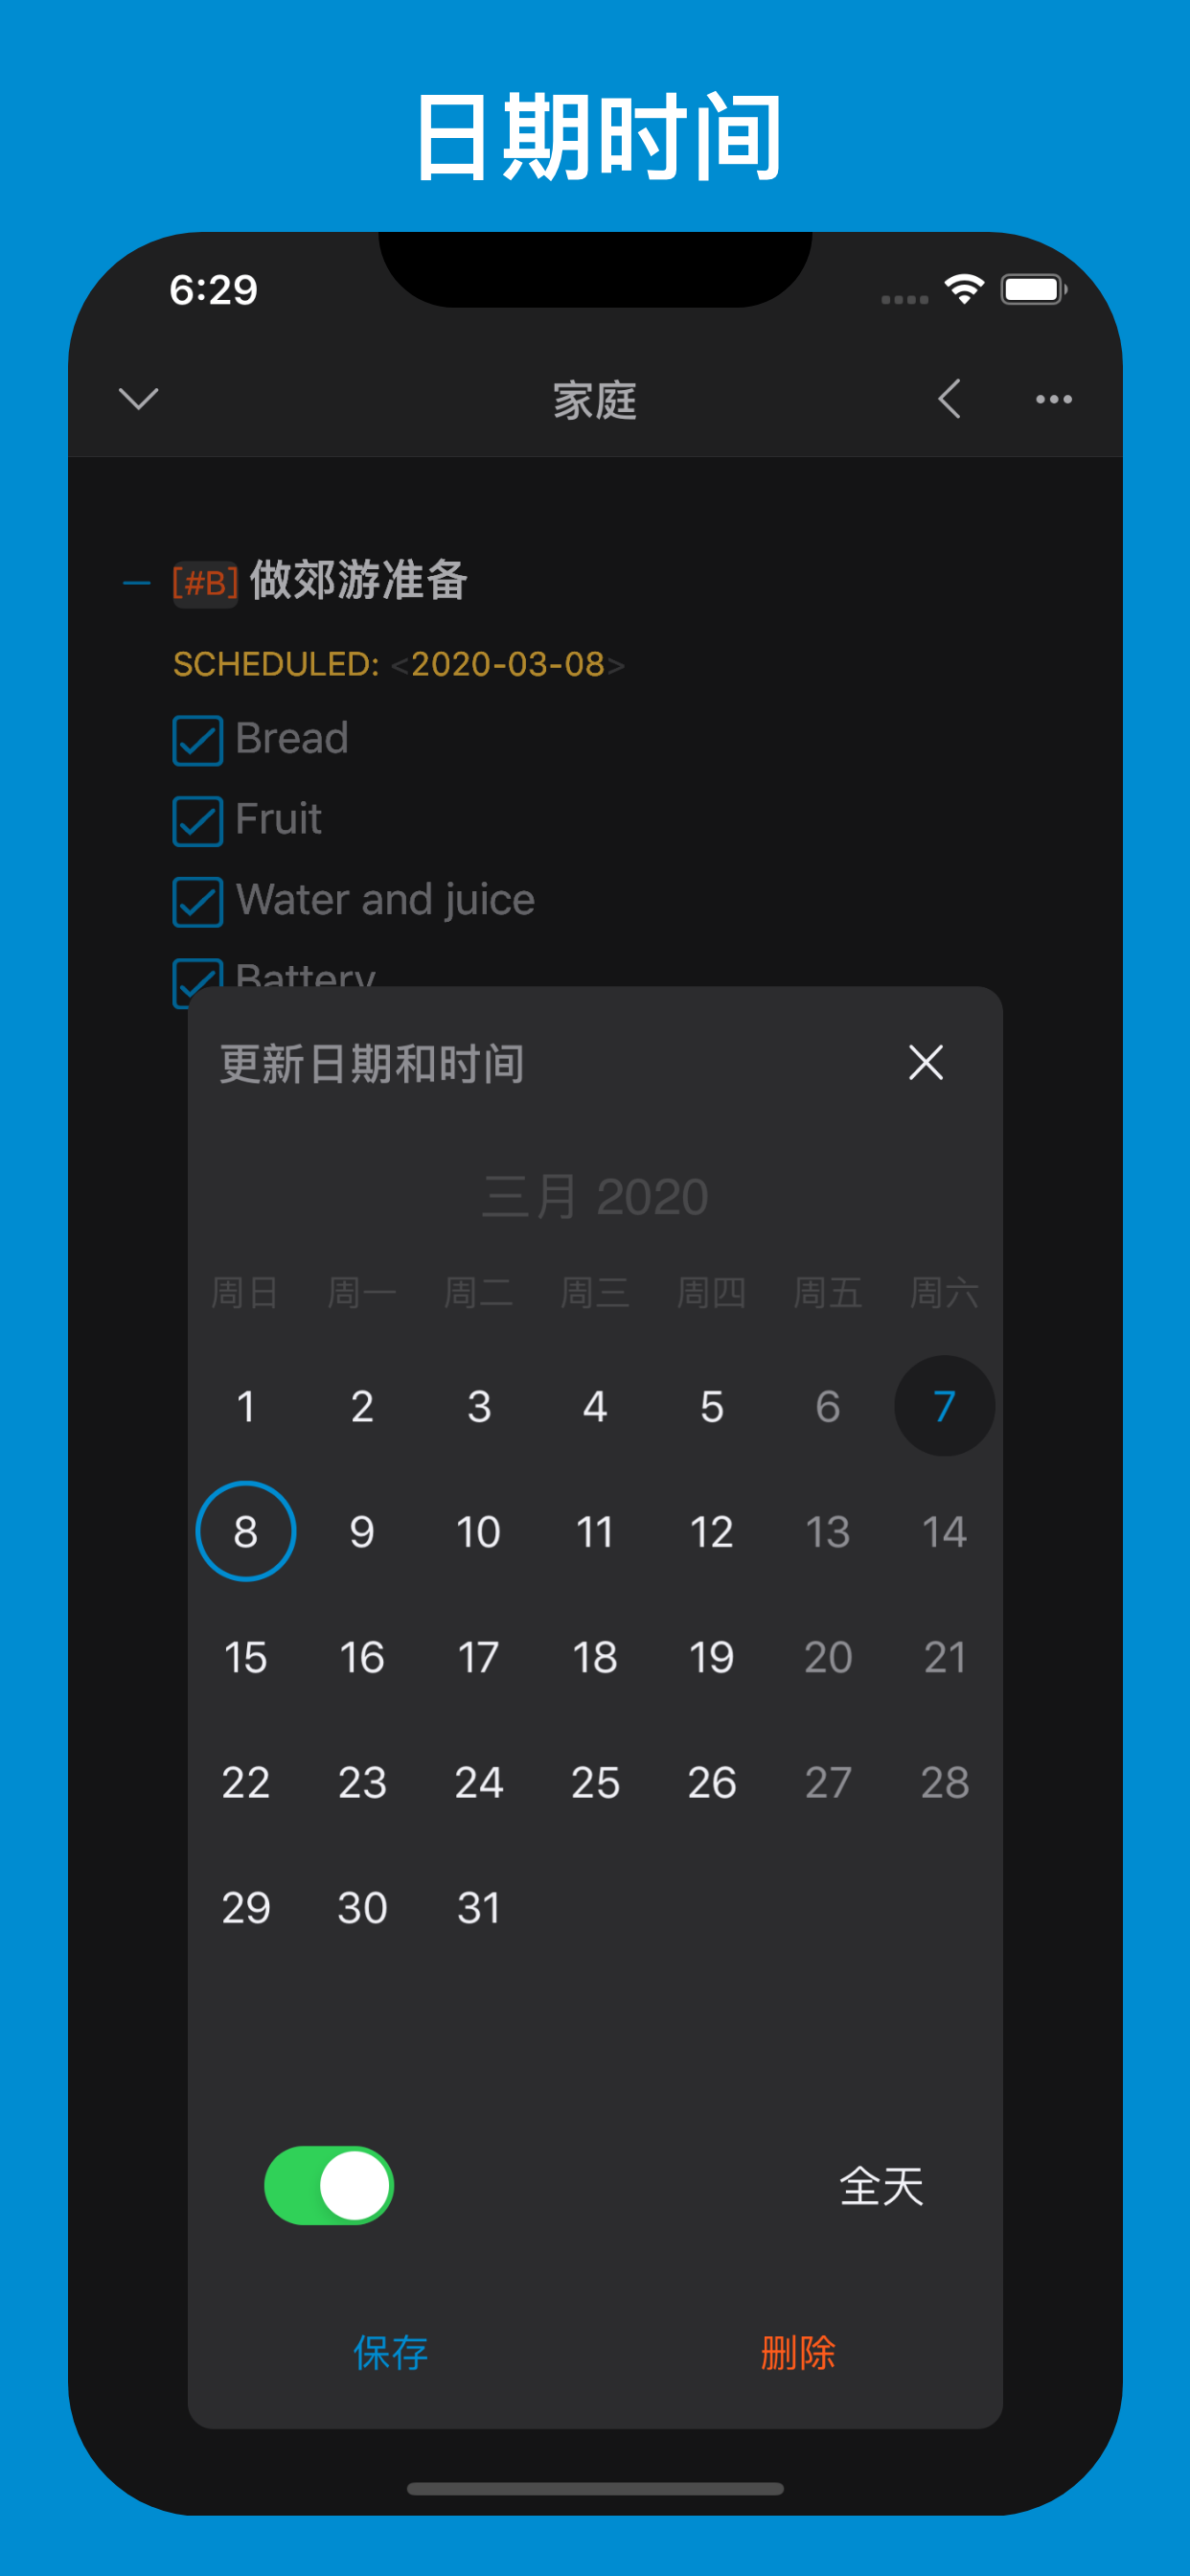 日期时间
6:29
家庭
[#B] 做郊游准备
SCHEDULED: <2020-03-08>
Bread
Fruit
Water and juice
Battery
更新日期和时间
三月 2020
周日 周一 周二 周三 周四 周五 周六
1 2 3 4 5 6 7
8 9 10 11 12 13 14
15 16 17 18 19 20 21
22 23 24 25 26 27 28
29 30 31
全天
保存 删除